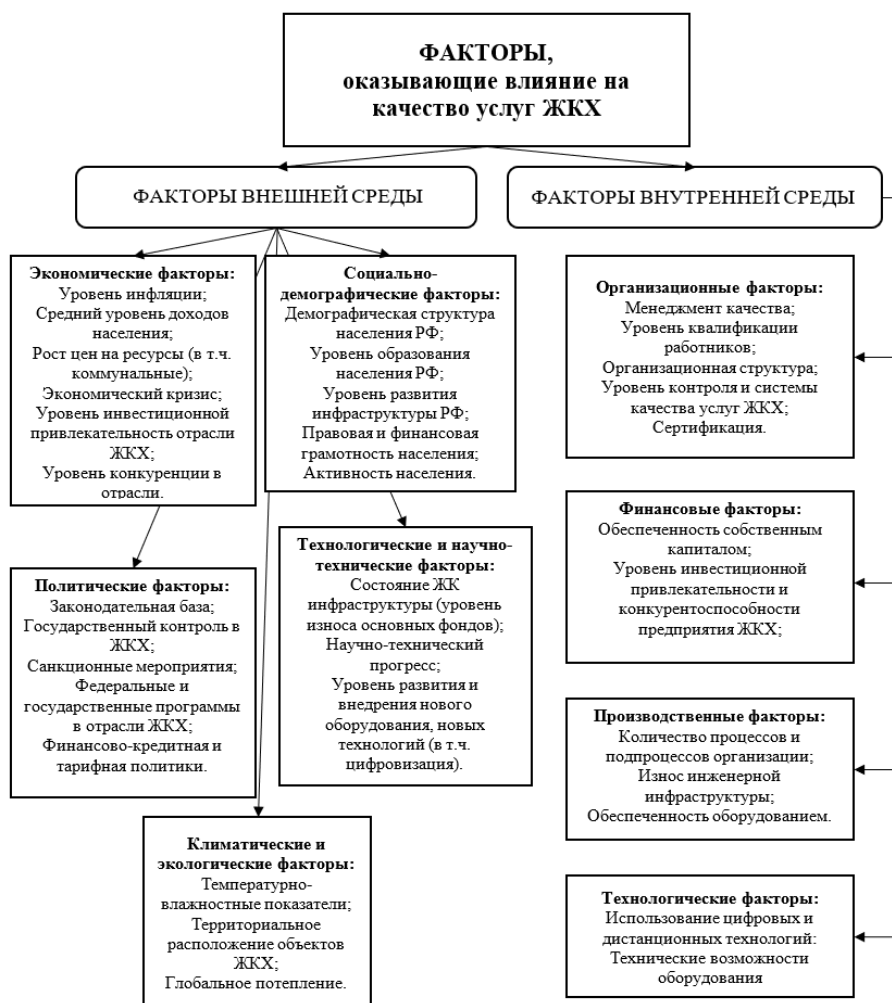 ФАКТОРЫ,
оказывающие влияние на
качество услуг ЖКХ
ФАКТОРЫ ВНЕШНЕЙ СРЕДЫ
ФАКТОРЫ ВНУТРЕННЕЙ СРЕДЫ
Экономические факторы:
Уровень инфляции;
Средний уровень доходов
населения;
Рост цен на ресурсы (в т.ч.
коммунальные);
Экономический кризис;
Уровень инвестиционной
привлекательность отрасли
ЖКХ;
Уровень конкуренции в
отрасли.
Социально-
демографические факторы:
Демографическая структура
населения РФ;
Уровень образования
населения РФ;
Уровень развития
инфраструктуры РФ;
Правовая и финансовая
грамотность населения;
Активность населения.
Политические факторы:
Законодательная база;
Государственный контроль в
ЖКХ;
Санкционные мероприятия;
Федеральные и
государственные программы
в отрасли ЖКХ;
Финансово-кредитная и
тарифная политики.
Технологические и научно-
технические факторы:
Состояние ЖК
инфраструктуры (уровень
износа основных фондов);
Научно-технический
прогресс;
Уровень развития и
внедрения нового
оборудования, новых
технологий (в т.ч.
цифровизация).
Климатические и
экологические факторы:
Температурно-
влажностные показатели;
Территориальное
расположение объектов
ЖКХ;
Глобальное потепление.
Организационные факторы:
Менеджмент качества;
Уровень квалификации
работников;
Организационная структура;
Уровень контроля и системы
качества услуг ЖКХ;
Сертификация.
Финансовые факторы:
Обеспеченность собственным
капиталом;
Уровень инвестиционной
привлекательности и
конкурентоспособности
предприятия ЖКХ;
Производственные факторы:
Количество процессов и
подпроцессов организации;
Износ инженерной
инфраструктуры;
Обеспеченность оборудованием.
Технологические факторы:
Использование цифровых и
дистанционных технологий:
Технические возможности
оборудования